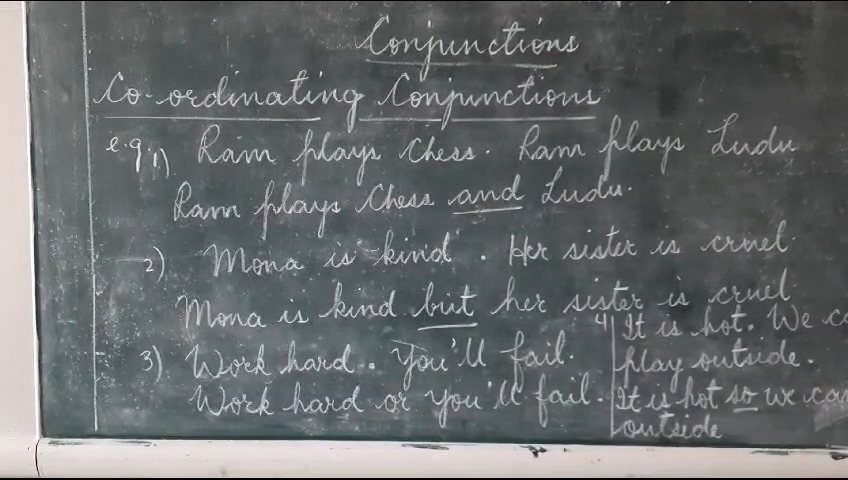 Conjunctions
Co-ordinating Conjunctions
e.g. 1) Ram plays Chess. Ram plays Ludu
Ram plays Chess and Ludu.
2) Mona is kind. Her sister is cruel.
Mona is kind but her sister is cruel
3) Work hard. You'll fail.
Work hard or you'll fail.
4) It is hot. We
play outside.
It is hot so we
outside